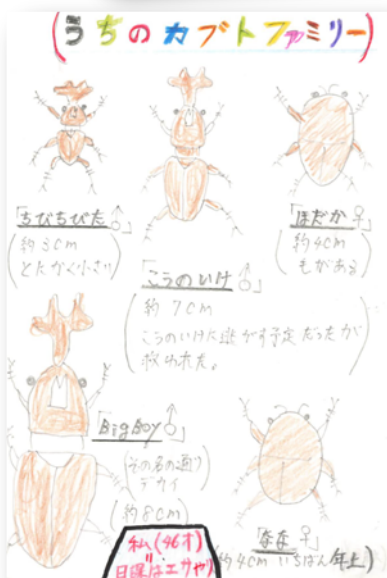 (うちのカブトファミリー)
「ちびちびた♂」
(約3cm
とにかく小さい)
「こうのいけ♂」
(約7cm
こうのいけに逃がす予定だったが
救われた。)
「ほだか♀」
(約4cm
もがある)
「BigBoy♂」
(その名の通り
デカイ)
(約8cm)
「なな♀」
(約4cm いちばん年上)
私(46才)
日課はエサやり